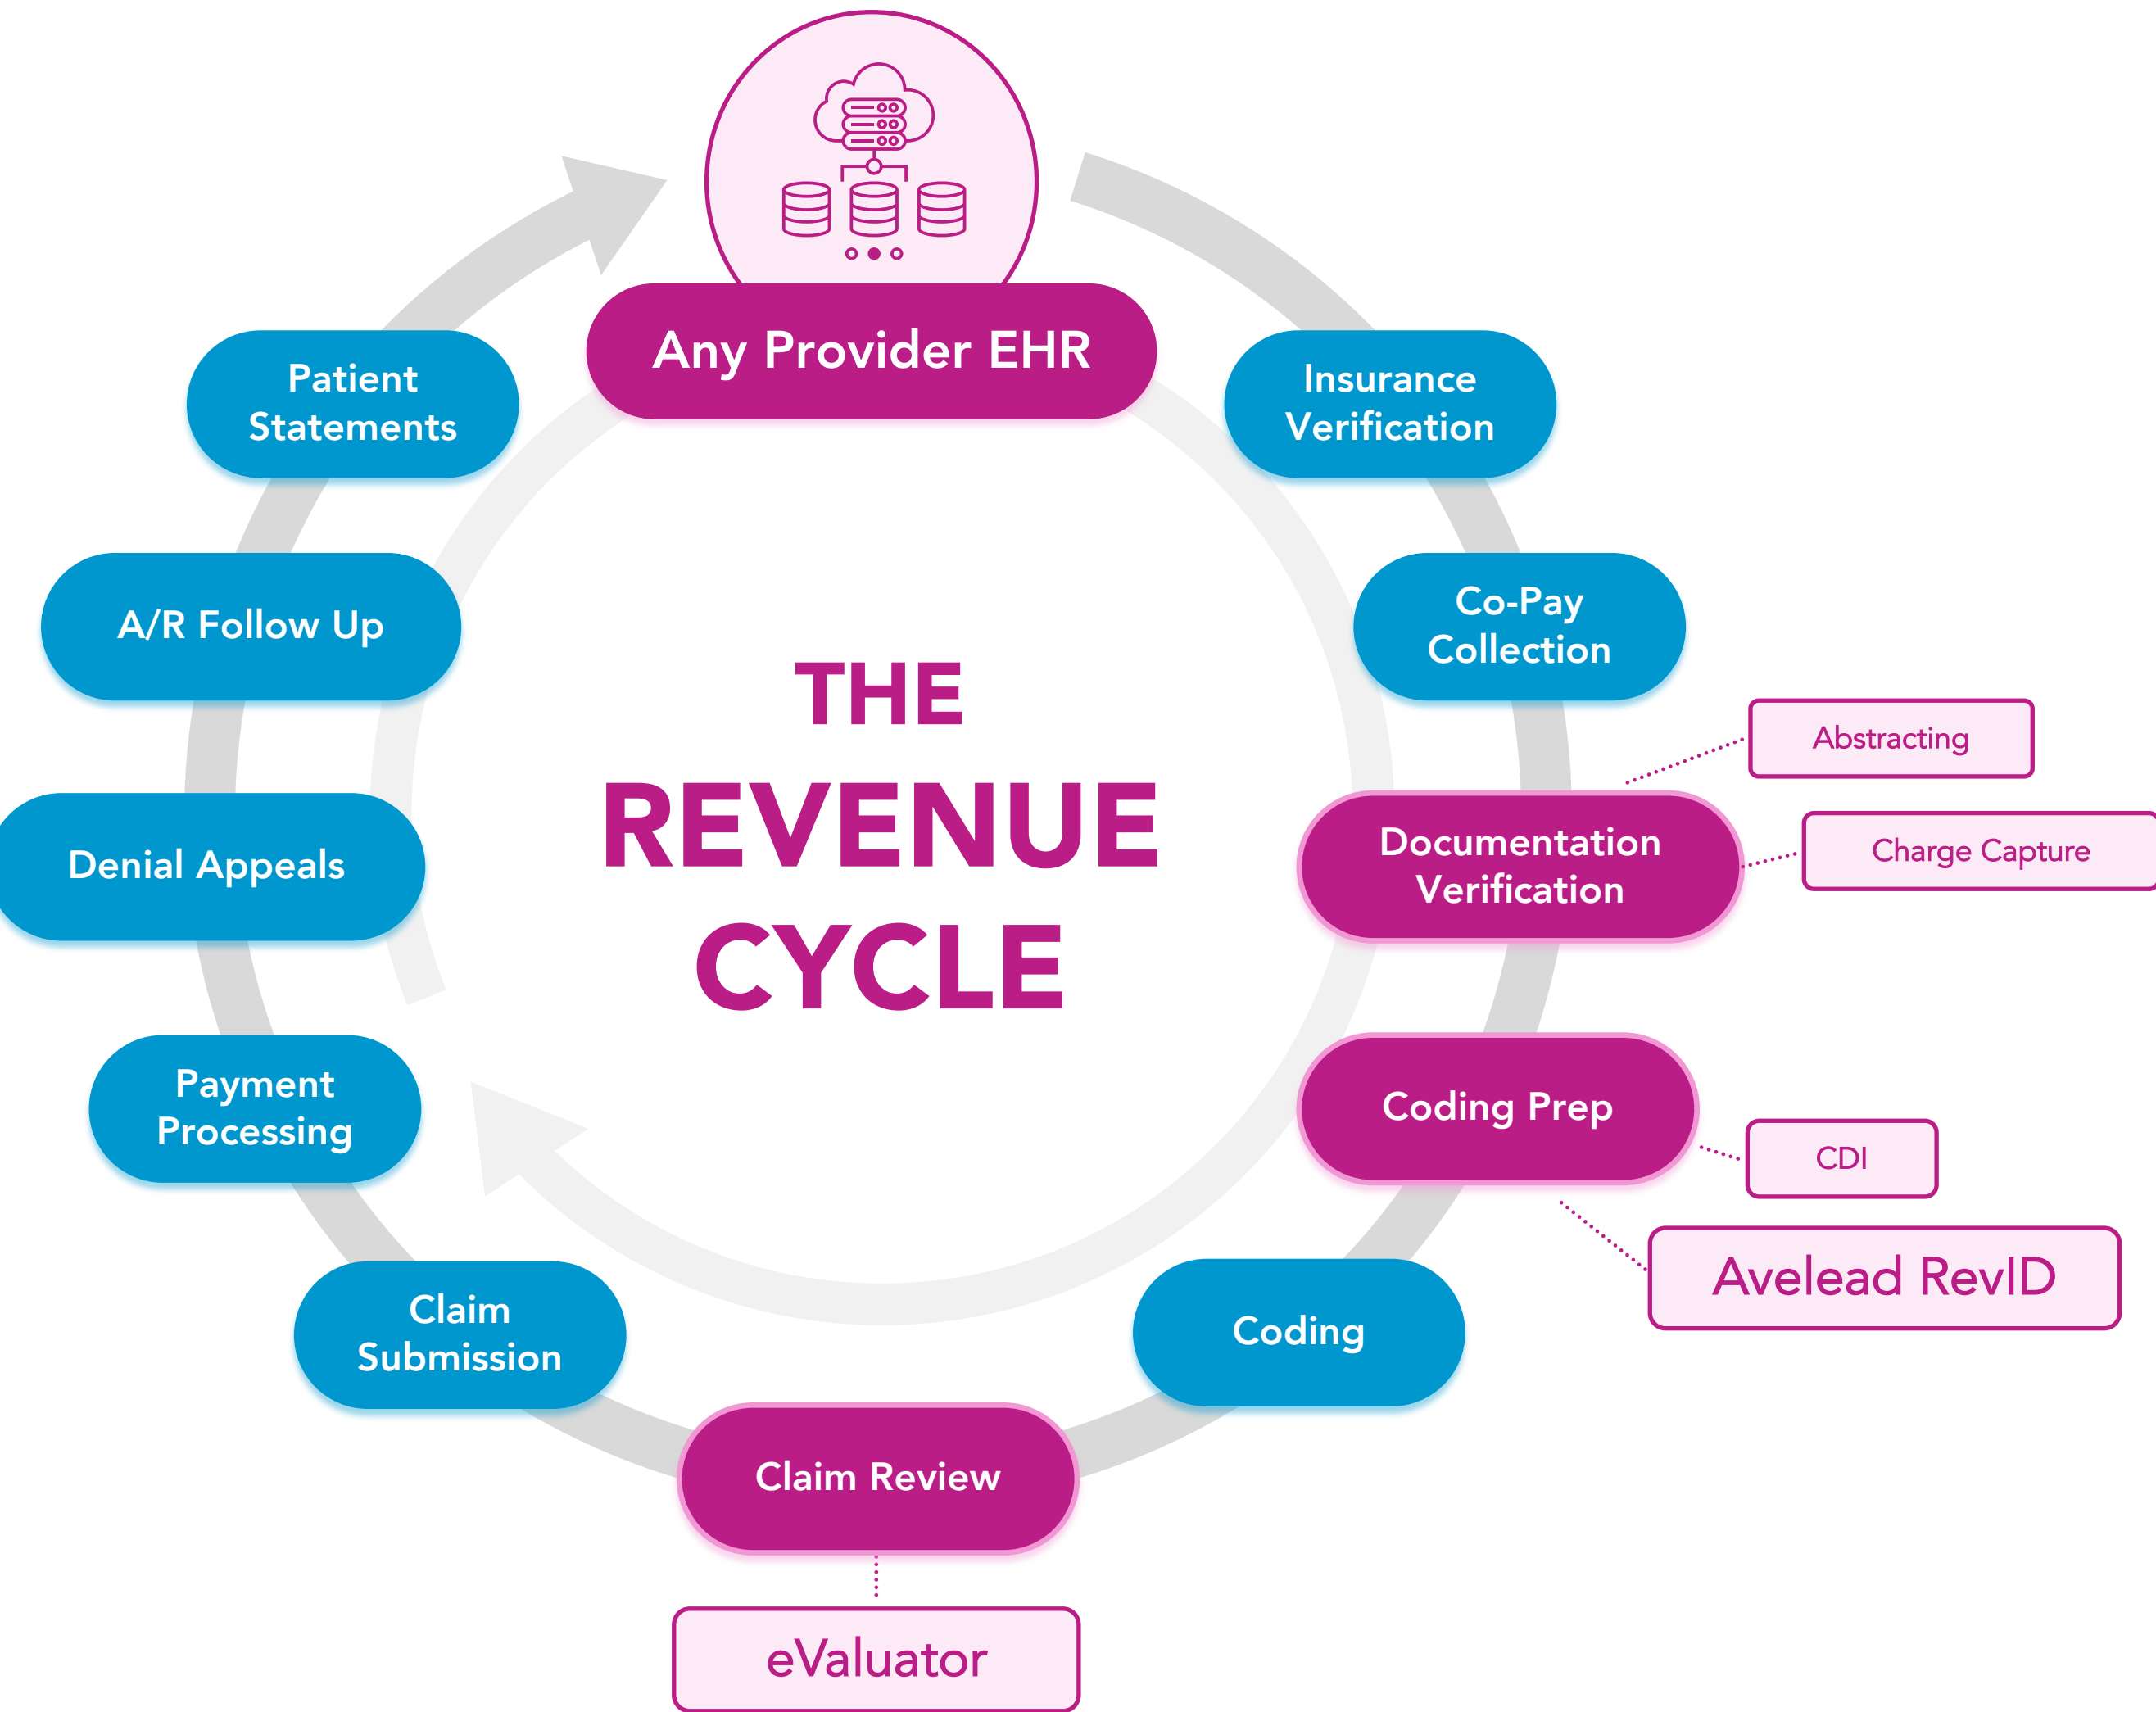 Any Provider EHR
Insurance
Verification
Co-Pay
Collection
Abstracting
Documentation
Verification
Charge Capture
Coding Prep
CDI
Avelead RevID
Coding
Claim Review
eValuator
Claim
Submission
Payment
Processing
Denial Appeals
A/R Follow Up
Patient
Statements
THE
REVENUE
CYCLE